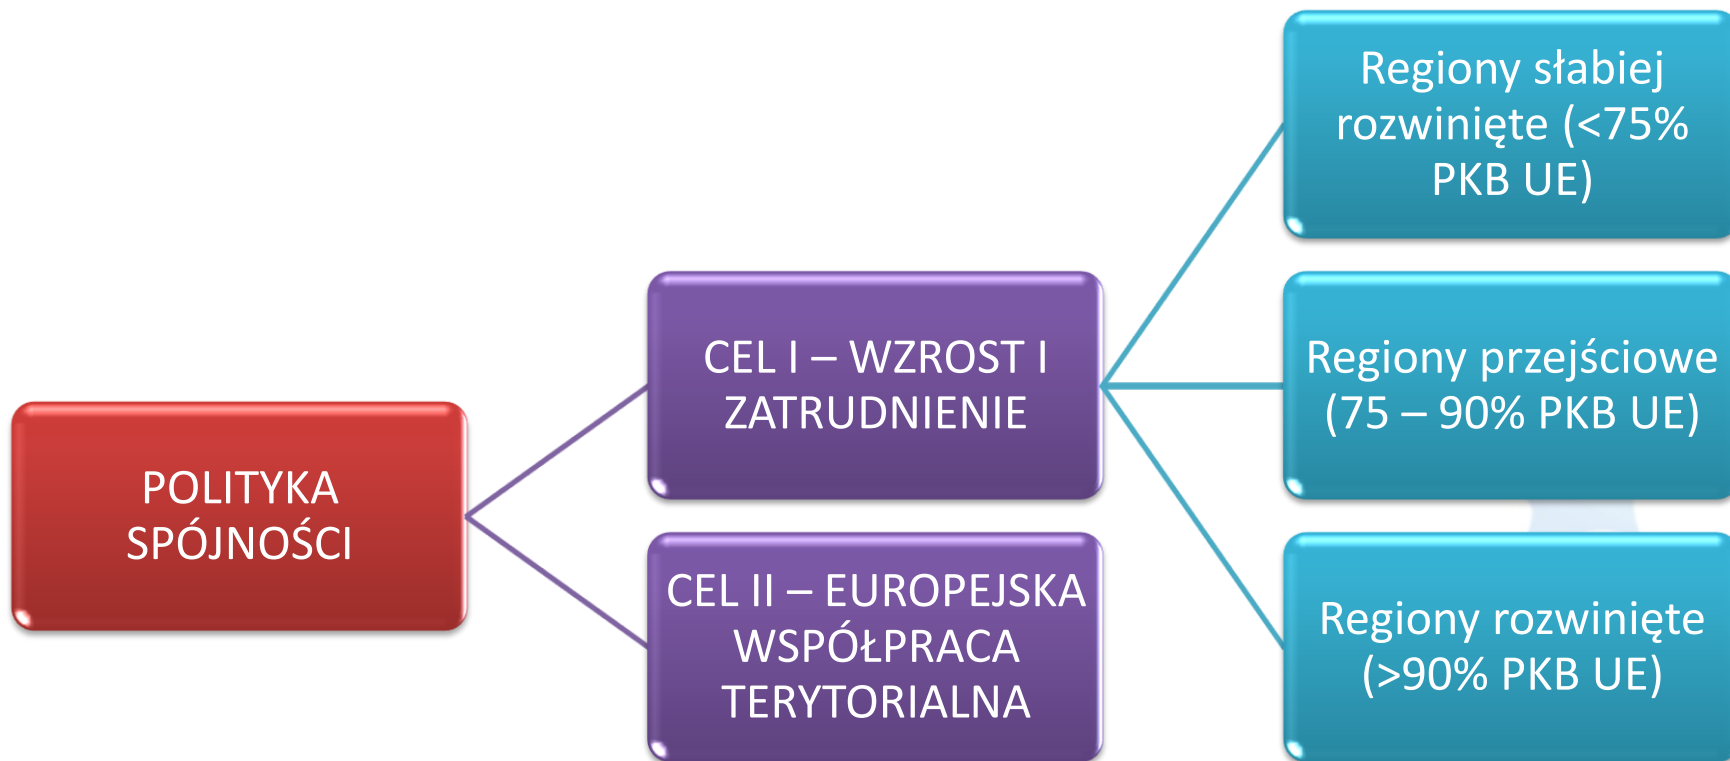 POLITYKA
SPÓJNOŚCI
CEL I – WZROST I
ZATRUDNIENIE
CEL II – EUROPEJSKA
WSPÓŁPRACA
TERYTORIALNA
Regiony słabiej
rozwinięte (<75%
PKB UE)
Regiony przejściowe
(75 – 90% PKB UE)
Regiony rozwinięte
(>90% PKB UE)